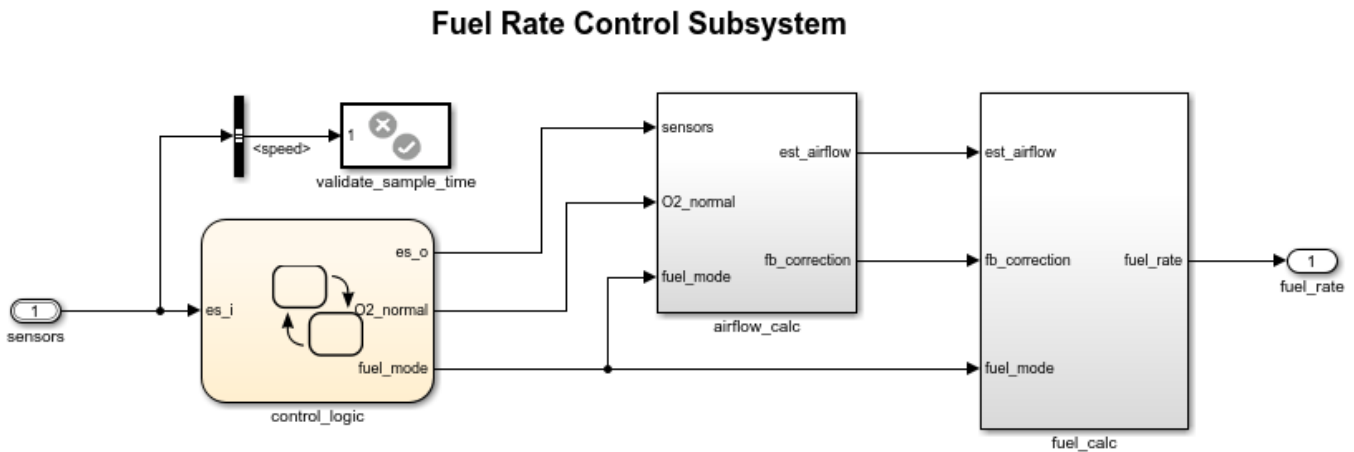 Fuel Rate Control Subsystem
<speed>
1
validate_sample_time
1
sensors
es_i
es_o
O2_normal
fuel_mode
control_logic
sensors
O2_normal
fuel_mode
est_airflow
fb_correction
airflow_calc
est_airflow
fb_correction
fuel_mode
fuel_rate
fuel_calc
1
fuel_rate